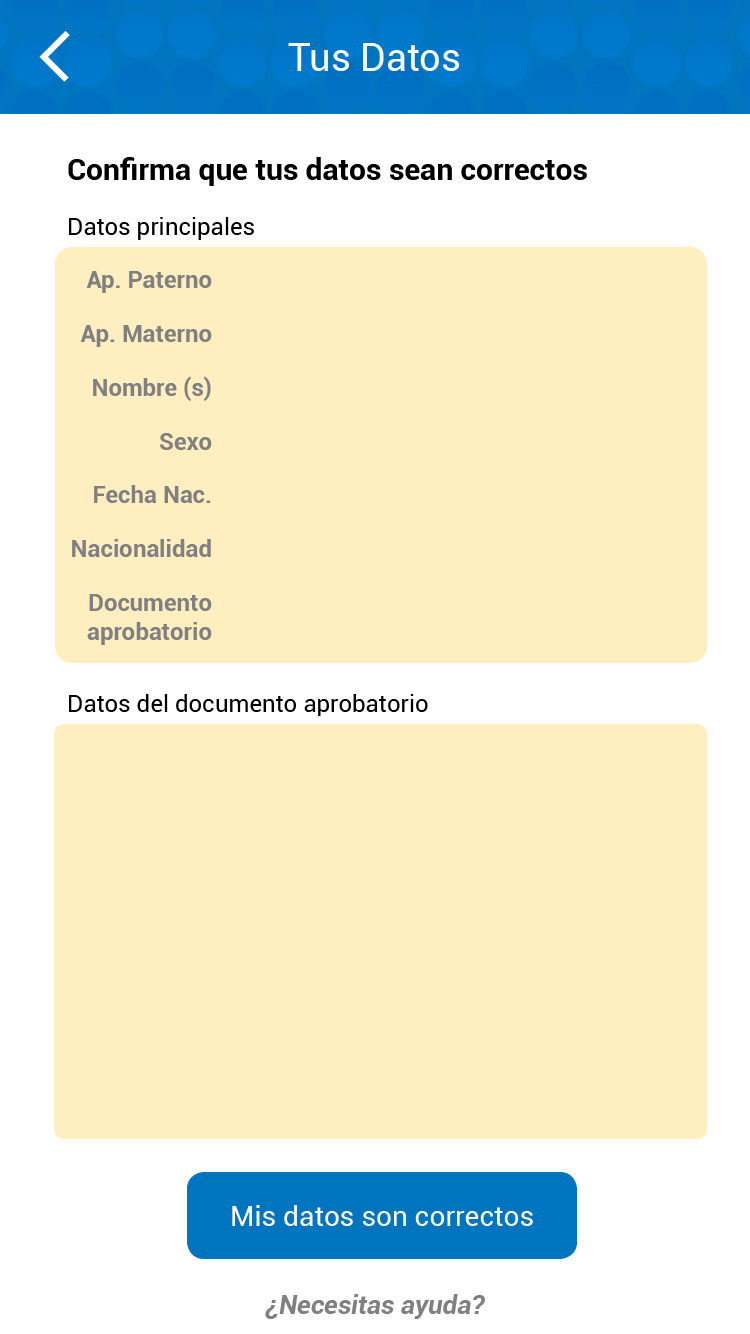 Tus Datos
Confirma que tus datos sean correctos
Datos principales
Ap. Paterno
Ap. Materno
Nombre (s)
Sexo
Fecha Nac.
Nacionalidad
Documento
aprobatorio
Datos del documento aprobatorio
Mis datos son correctos
¿Necesitas ayuda?